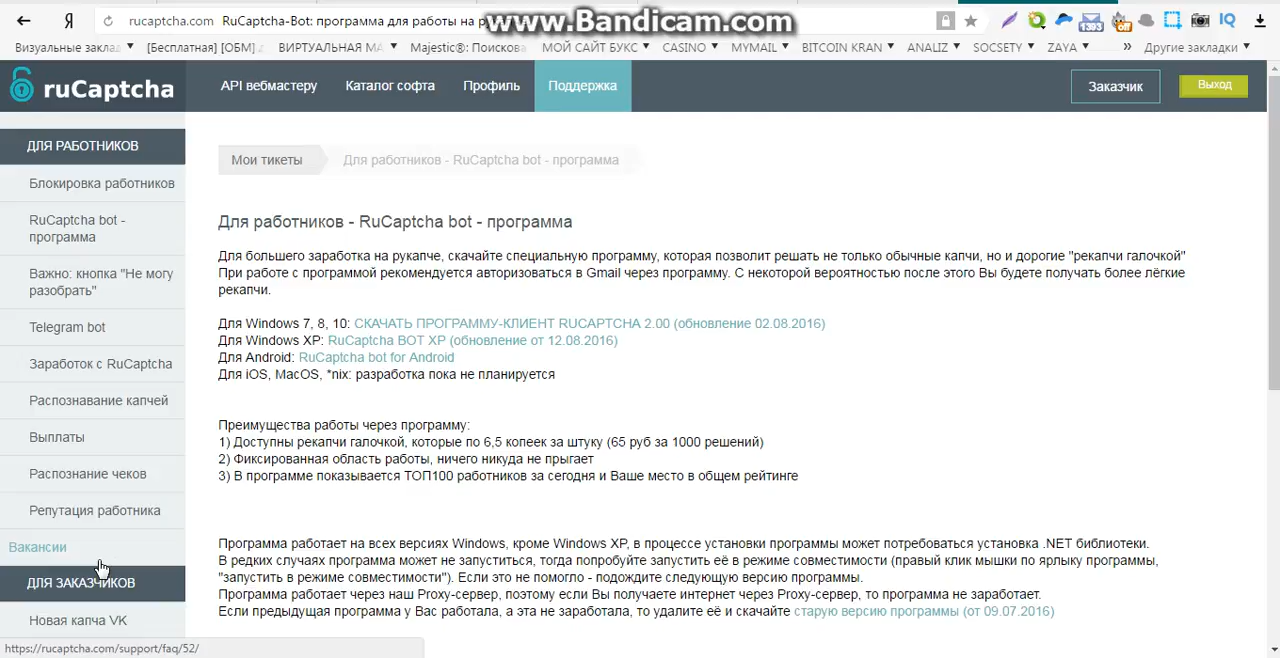 rucaptcha.com RuCaptcha-Bot: программа для работы на
www.Bandicam.com
Визуальные заклад [Бесплатная] [ОБМ] ВИРТУАЛЬНАЯ МА Majestic®: Поискова МОЙ САЙТ БУКС CASINO MYMAIL BITCOIN KRAN ANALIZ SOCSETY ZAYA » Другие закладки
ruCaptcha
API вебмастеру Каталог софта Профиль Поддержка Заказчик Выход
ДЛЯ РАБОТНИКОВ
Блокировка работников
RuCaptcha bot -
программа
Важно: кнопка "Не могу
разобрать"
Telegram bot
Заработок с RuCaptcha
Распознавание капчей
Выплаты
Распознание чеков
Репутация работника
Вакансии
ДЛЯ ЗАКАЗЧИКОВ
Новая капча VK
https://rucaptcha.com/support/faq/52/
Мои тикеты Для работников - RuCaptcha bot - программа
Для работников - RuCaptcha bot - программа
Для большего заработка на рукапче, скачайте специальную программу, которая позволит решать не только обычные капчи, но и дорогие "рекапчи галочкой"
При работе с программой рекомендуется авторизоваться в Gmail через программу. С некоторой вероятностью после этого Вы будете получать более лёгкие
рекапчи.
Для Windows 7, 8, 10: СКАЧАТЬ ПРОГРАММУ-КЛИЕНТ RUCAPTCHA 2.00 (обновление 02.08.2016)
Для Windows XP: RuCaptcha BOT XP (обновление от 12.08.2016)
Для Android: RuCaptcha bot for Android
Для iOS, MacOS, *nix: разработка пока не планируется
Преимущества работы через программу:
1) Доступны рекапчи галочкой, которые по 6,5 копеек за штуку (65 руб за 1000 решений)
2) Фиксированная область работы, ничего никуда не прыгает
3) В программе показывается ТОП100 работников за сегодня и Ваше место в общем рейтинге
Программа работает на всех версиях Windows, кроме Windows XP, в процессе установки программы может потребоваться установка .NET библиотеки.
В редких случаях программа может не запуститься, тогда попробуйте запустить её в режиме совместимости (правый клик мышки по ярлыку программы,
"запустить в режиме совместимости"). Если это не помогло - подождите следующую версию программы.
Программа работает через наш Proxy-сервер, поэтому если Вы получаете интернет через Proxy-сервер, то программа не заработает.
Если предыдущая программа у Вас работала, а эта не заработала, то удалите её и скачайте старую версию программы (от 09.07.2016)